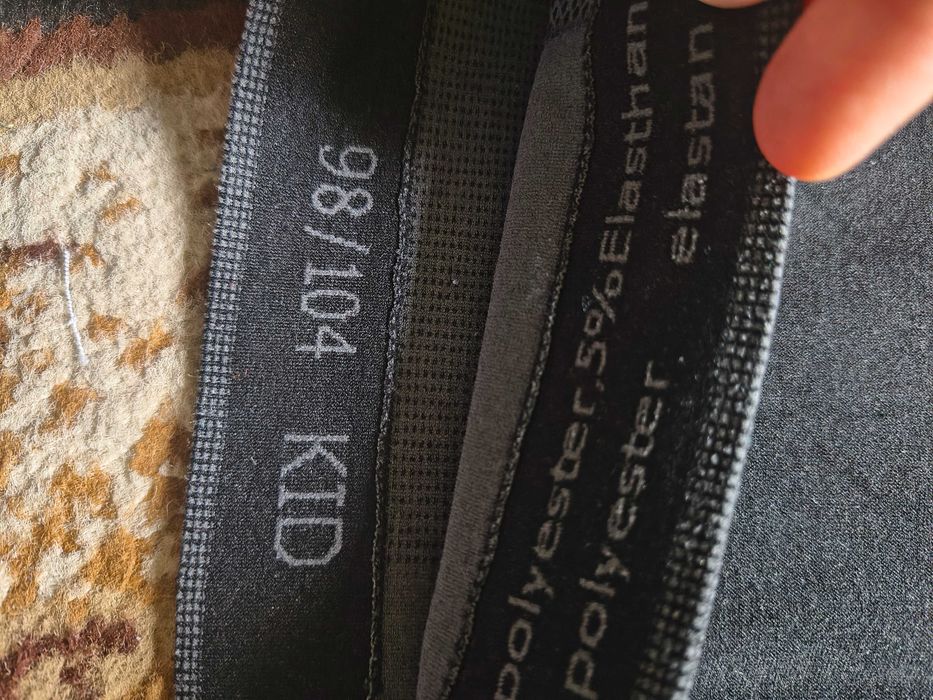 98/104 KID
polyester,5%Elasthan
polyester elastan